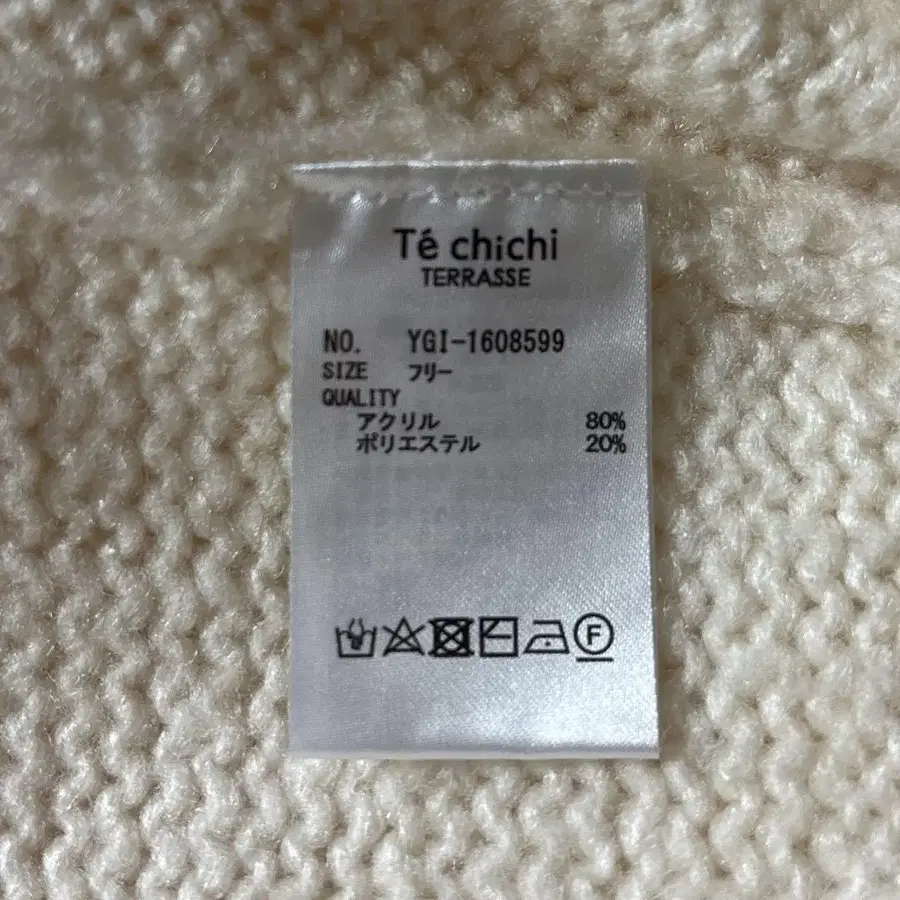 Té chichi
TERRASSE
NO. YGI-1608599
SIZE フリー
QUALITY
アクリル 80%
ポリエステル 20%
F